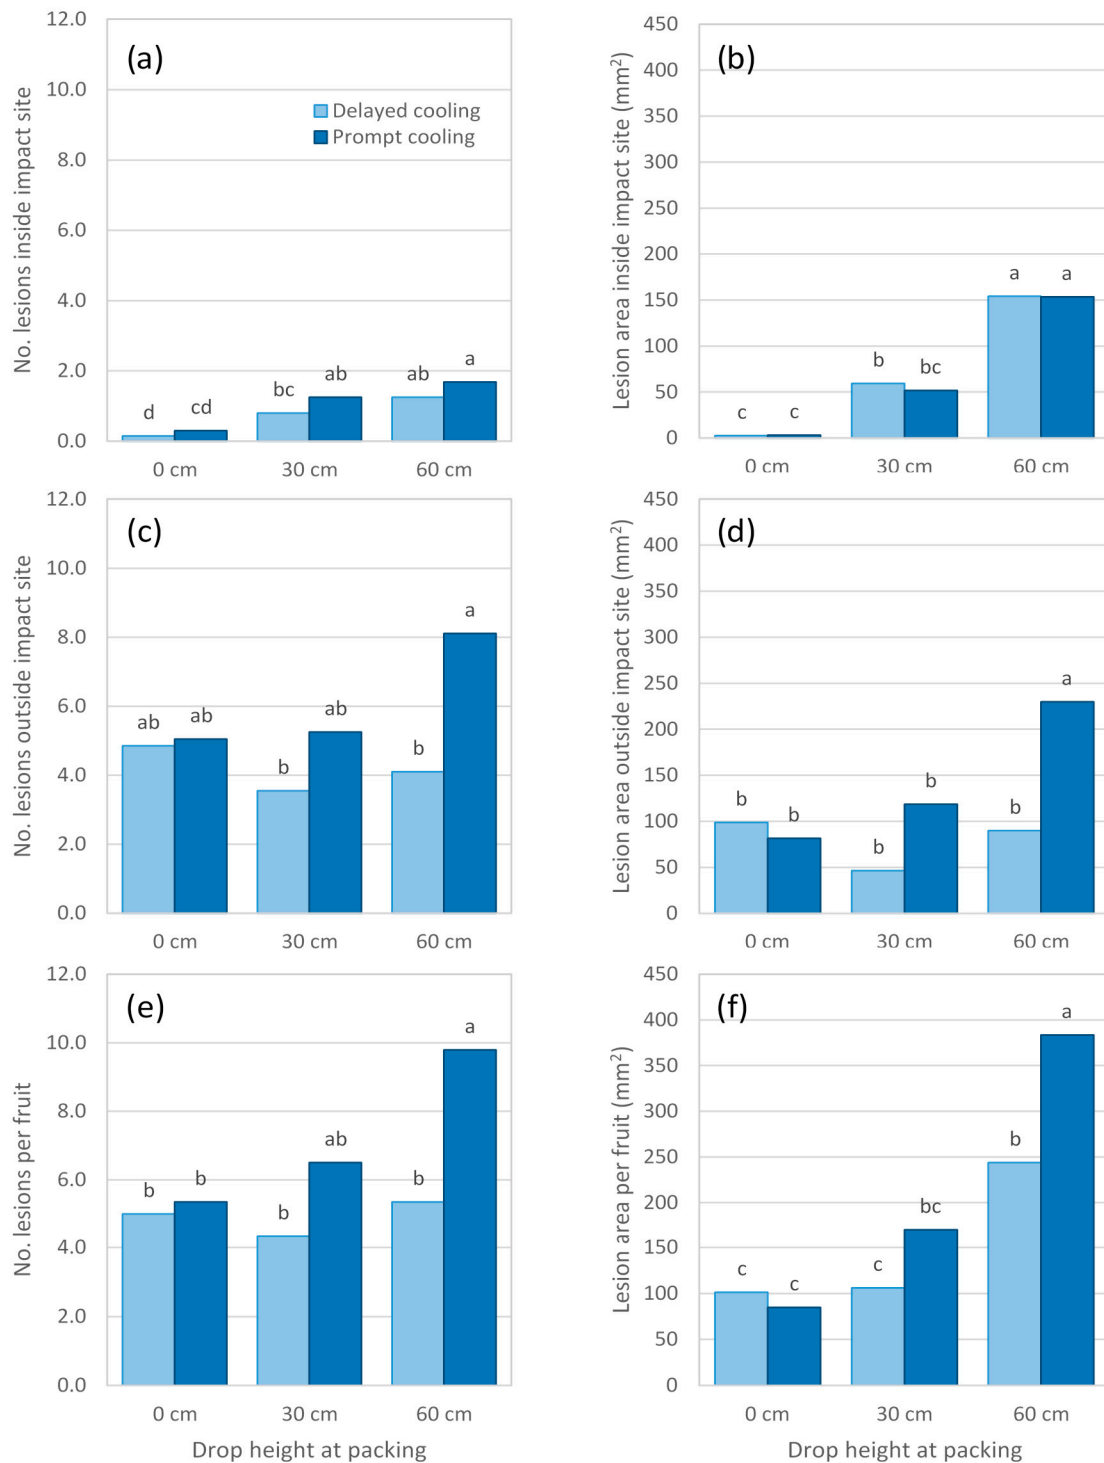 (a)
No. lesions inside impact site
12.0
10.0
8.0
6.0
4.0
2.0
0.0
Delayed cooling
Prompt cooling
d cd bc ab ab a
0 cm 30 cm 60 cm
(b)
Lesion area inside impact site (mm²)
450
400
350
300
250
200
150
100
50
0
c c b bc a a
0 cm 30 cm 60 cm
(c)
No. lesions outside impact site
12.0
10.0
8.0
6.0
4.0
2.0
0.0
ab ab b ab b a
0 cm 30 cm 60 cm
(d)
Lesion area outside impact site (mm²)
450
400
350
300
250
200
150
100
50
0
b b b b b a
0 cm 30 cm 60 cm
(e)
No. lesions per fruit
12.0
10.0
8.0
6.0
4.0
2.0
0.0
b b b ab b a
0 cm 30 cm 60 cm
Drop height at packing
(f)
Lesion area per fruit (mm²)
450
400
350
300
250
200
150
100
50
0
c c c bc b a
0 cm 30 cm 60 cm
Drop height at packing